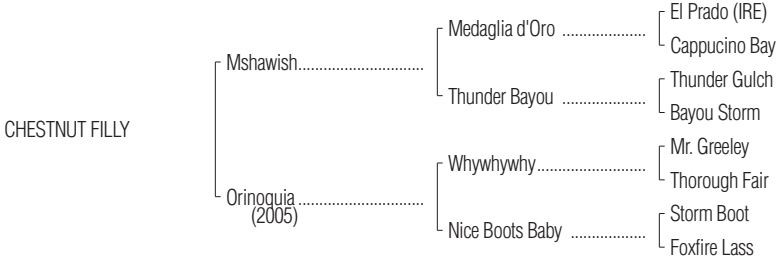 El Prado (IRE)
Medaglia d'Oro ......................
Cappucino Bay
Mshawish..............................
Thunder Gulch
Thunder Bayou ......................
Bayou Storm
CHESTNUT FILLY
Mr. Greeley
Whywhywhy............................
Thorough Fair
Orinoquia ..............................
(2005)
Storm Boot
Nice Boots Baby ....................
Foxfire Lass